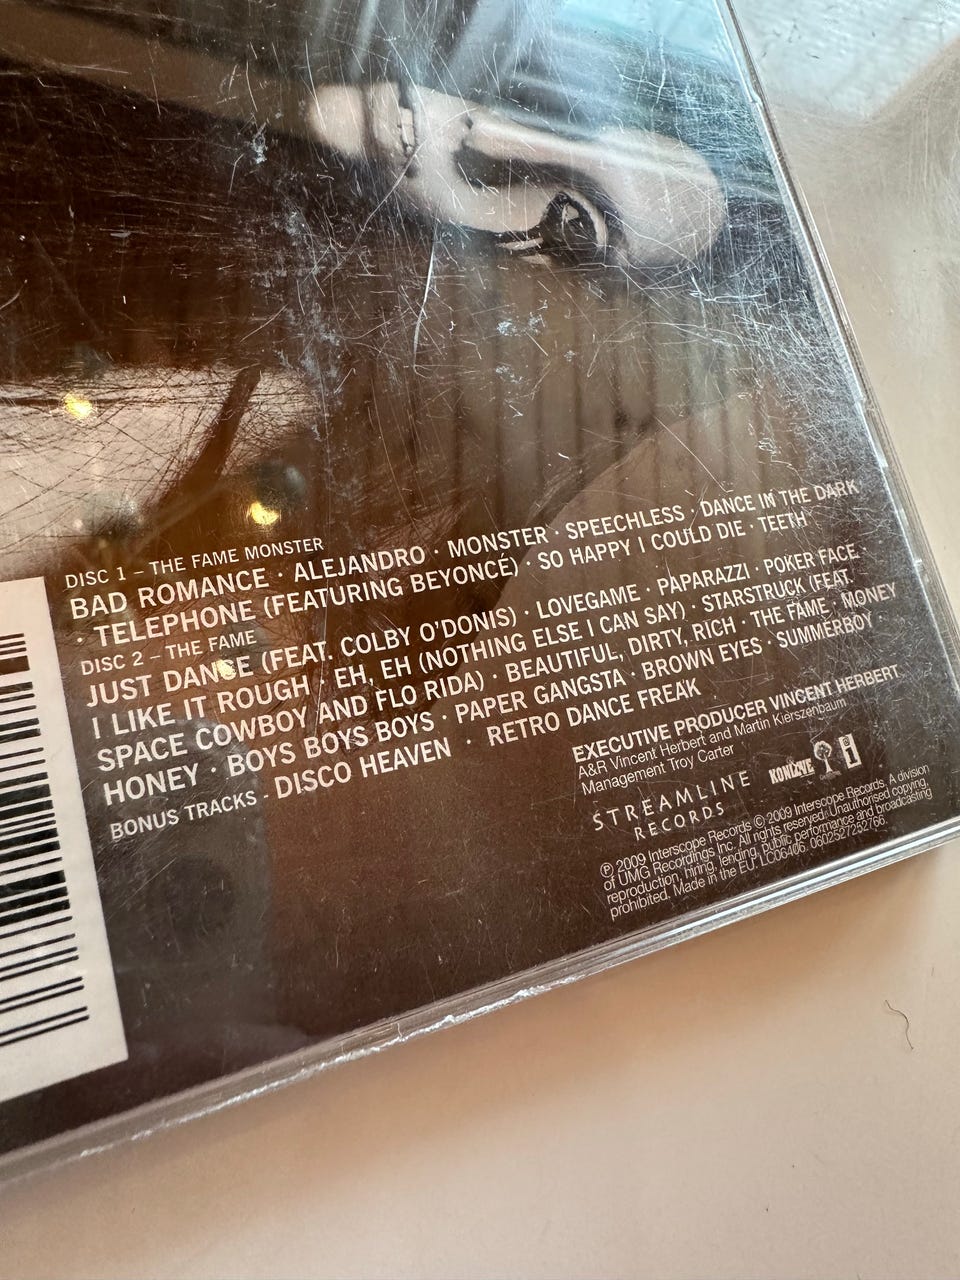 DISC 1 – THE FAME MONSTER
BAD ROMANCE · ALEJANDRO · MONSTER · SPEECHLESS · DANCE IN THE DARK
· TELEPHONE (FEATURING BEYONCÉ) · SO HAPPY I COULD DIE · TEETH
DISC 2 – THE FAME
JUST DANCE (FEAT. COLBY O'DONIS) · LOVEGAME · PAPARAZZI · POKER FACE ·
I LIKE IT ROUGH · EH, EH (NOTHING ELSE I CAN SAY) · STARSTRUCK (FEAT.
SPACE COWBOY AND FLO RIDA) · BEAUTIFUL, DIRTY, RICH · THE FAME · MONEY
HONEY · BOYS BOYS BOYS · PAPER GANGSTA · BROWN EYES · SUMMERBOY ·
BONUS TRACKS - DISCO HEAVEN · RETRO DANCE FREAK
EXECUTIVE PRODUCER VINCENT HERBERT
A&R Vincent Herbert and Martin Kierszenbaum
Management Troy Carter
STREAMLINE
RECORDS
KONLIVE
℗ 2009 Interscope Records © 2009 Interscope Records. A division
of UMG Recordings Inc. All rights reserved. Unauthorised copying,
reproduction, hiring, lending, public performance and broadcasting
prohibited. Made in the EU. LC06406. 0602527252766.